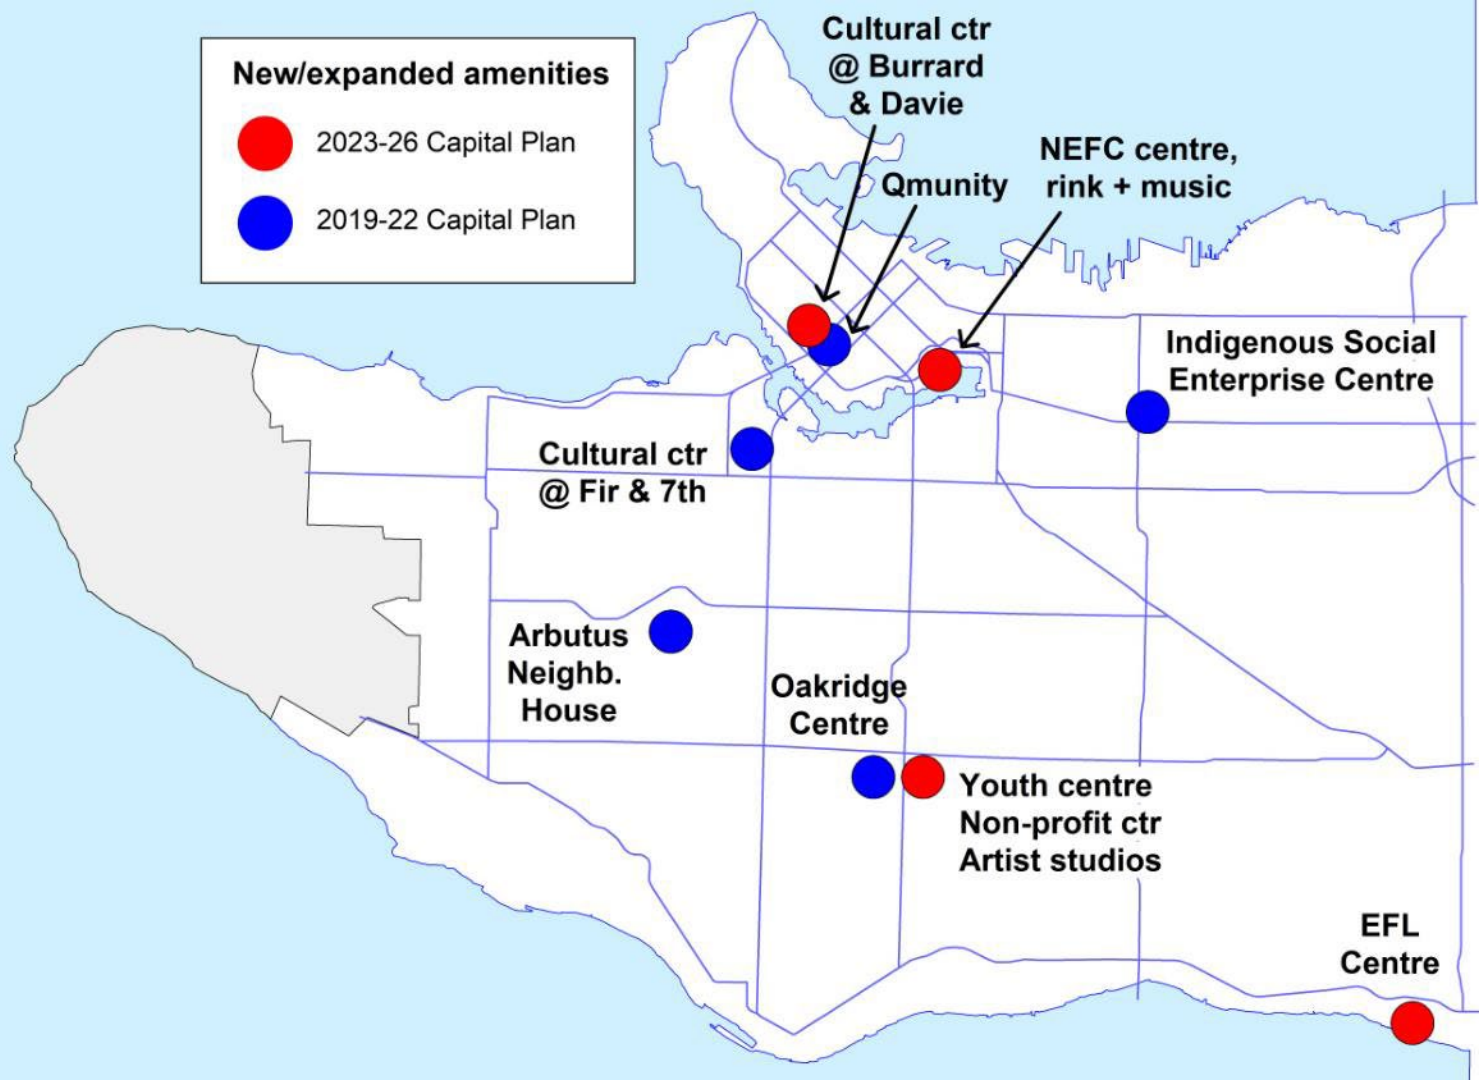 New/expanded amenities
2023-26 Capital Plan
2019-22 Capital Plan
Cultural ctr
@ Burrard
& Davie
Qmunity
NEFC centre,
rink + music
Indigenous Social
Enterprise Centre
Cultural ctr
@ Fir & 7th
Arbutus
Neighb.
House
Oakridge
Centre
Youth centre
Non-profit ctr
Artist studios
EFL
Centre